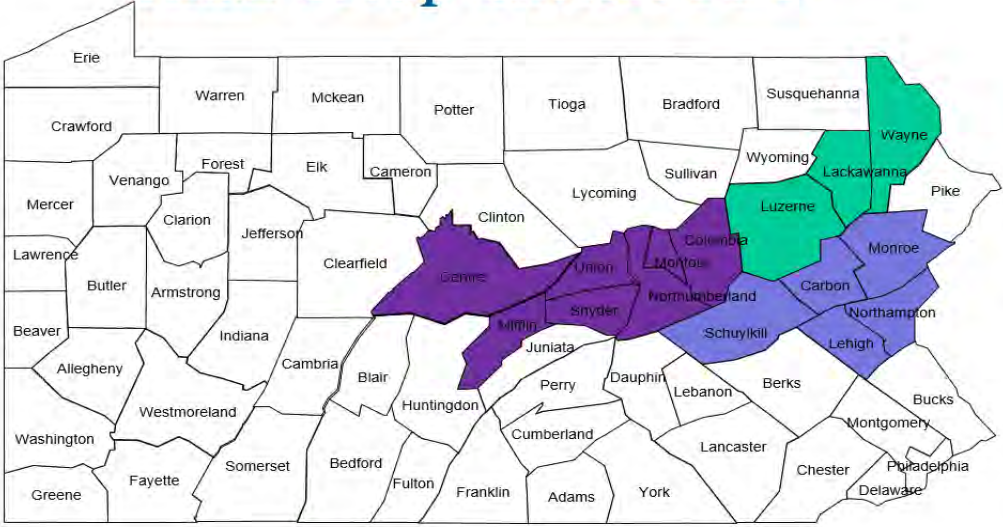 Erie
Warren
Mckean
Potter
Tioga
Bradford
Susquehanna
Crawford
Wayne
Forest
Elk
Cameron
Sullivan
Wyoming
Lackawanna
Venango
Mercer
Clarion
Lycoming
Pike
Luzerne
Clinton
Jefferson
Columbia
Monroe
Lawrence
Clearfield
Centre
Union
Montour
Butler
Armstrong
Carbon
Northumberland
Snyder
Northampton
Mifflin
Beaver
Indiana
Schuylkill
Lehigh
Juniata
Allegheny
Cambria
Blair
Perry
Dauphin
Lebanon
Berks
Huntingdon
Bucks
Westmoreland
Montgomery
Washington
Cumberland
Lancaster
Somerset
Bedford
Philadelphia
Chester
Fayette
Fulton
Franklin
Adams
York
Delaware
Greene